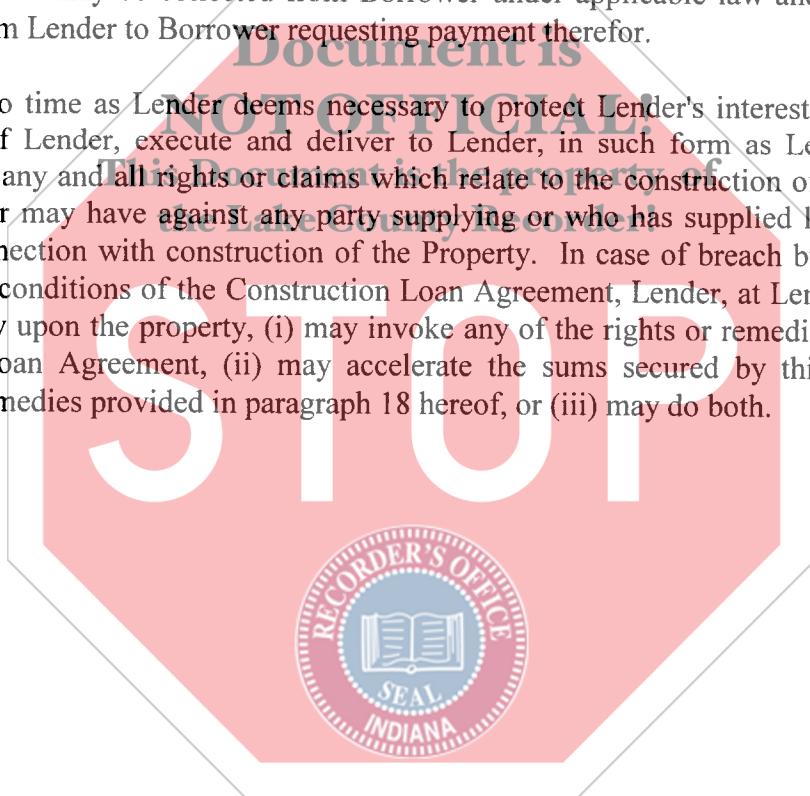 may be collected from Borrower under applicable law and
m Lender to Borrower requesting payment therefor.
Document is
NOT OFFICIAL!
This Document is the property of
the Lake County Recorder!
o time as Lender deems necessary to protect Lender's interest
f Lender, execute and deliver to Lender, in such form as Le
any and all rights or claims which relate to the construction o
r may have against any party supplying or who has supplied l
nection with construction of the Property. In case of breach b
conditions of the Construction Loan Agreement, Lender, at Len
y upon the property, (i) may invoke any of the rights or remedi
oan Agreement, (ii) may accelerate the sums secured by thi
medies provided in paragraph 18 hereof, or (iii) may do both.
STOP
RECORDER'S OFFICE
SEAL
INDIANA